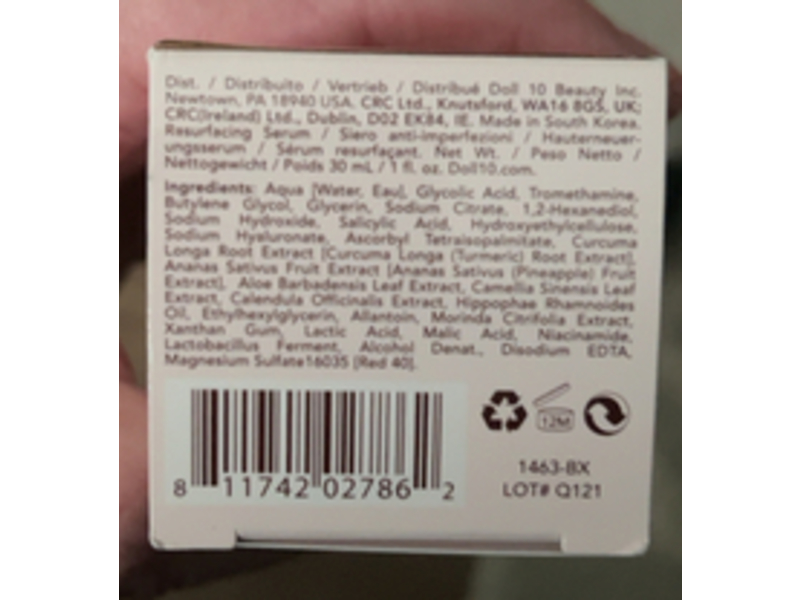 Dist. / Distribuito / Vertrieb / Distribué Doll 10 Beauty Inc.
Newtown, PA 18940 USA. CRC Ltd., Knutsford, WA16 8GS, UK;
CRC(Ireland) Ltd., Dublin, D02 EK84, IE. Made in South Korea.
Resurfacing Serum / Siero anti-imperfezioni / Hauterneuer-
ungsserum / Sérum resurfaçant. Net Wt. / Peso Netto /
Nettogewicht / Poids 30 mL / 1 fl. oz. Doll10.com.
Ingredients: Aqua [Water, Eau], Glycolic Acid, Tromethamine,
Butylene Glycol, Glycerin, Sodium Citrate, 1,2-Hexanediol,
Sodium Hydroxide, Salicylic Acid, Hydroxyethylcellulose,
Sodium Hyaluronate, Ascorbyl Tetraisopalmitate, Curcuma
Longa Root Extract [Curcuma Longa (Turmeric) Root Extract],
Ananas Sativus Fruit Extract [Ananas Sativus (Pineapple) Fruit
Extract], Aloe Barbadensis Leaf Extract, Camellia Sinensis Leaf
Extract, Calendula Officinalis Extract, Hippophae Rhamnoides
Oil, Ethylhexylglycerin, Allantoin, Morinda Citrifolia Extract,
Xanthan Gum, Lactic Acid, Malic Acid, Niacinamide,
Lactobacillus Ferment, Alcohol Denat., Disodium EDTA,
Magnesium Sulfate16035 [Red 40].
12M
1463-BX
LOT# Q121
8 11742 02786 2